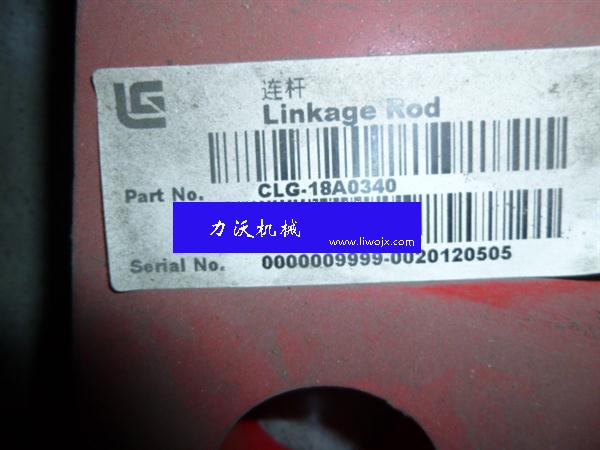 LG
连杆
Linkage Rod
Part No. CLG-18A0340
力沃机械
www.liwojx.com
Serial No. 0000009999-0020120505